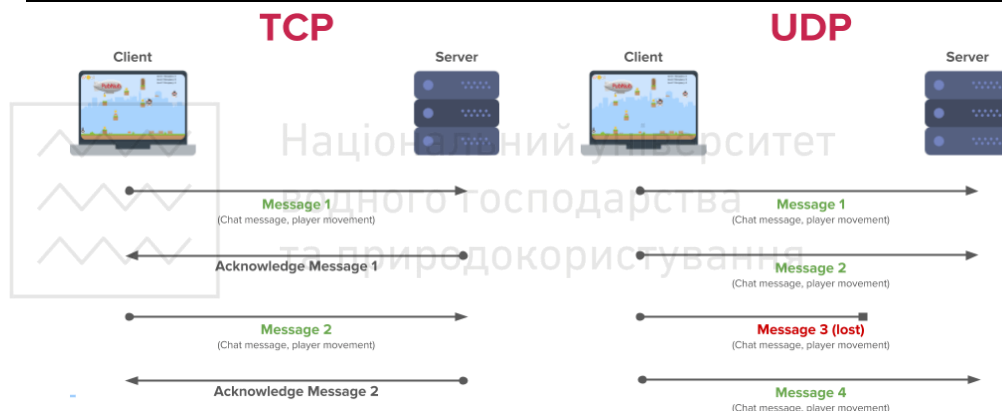 TCP
UDP
Client
Server
Client
Server
Національний університет
водного господарства
та природокористування
Message 1
(Chat message, player movement)
Acknowledge Message 1
Message 2
(Chat message, player movement)
Acknowledge Message 2
Message 1
(Chat message, player movement)
Message 2
(Chat message, player movement)
Message 3 (lost)
(Chat message, player movement)
Message 4
(Chat message, player movement)